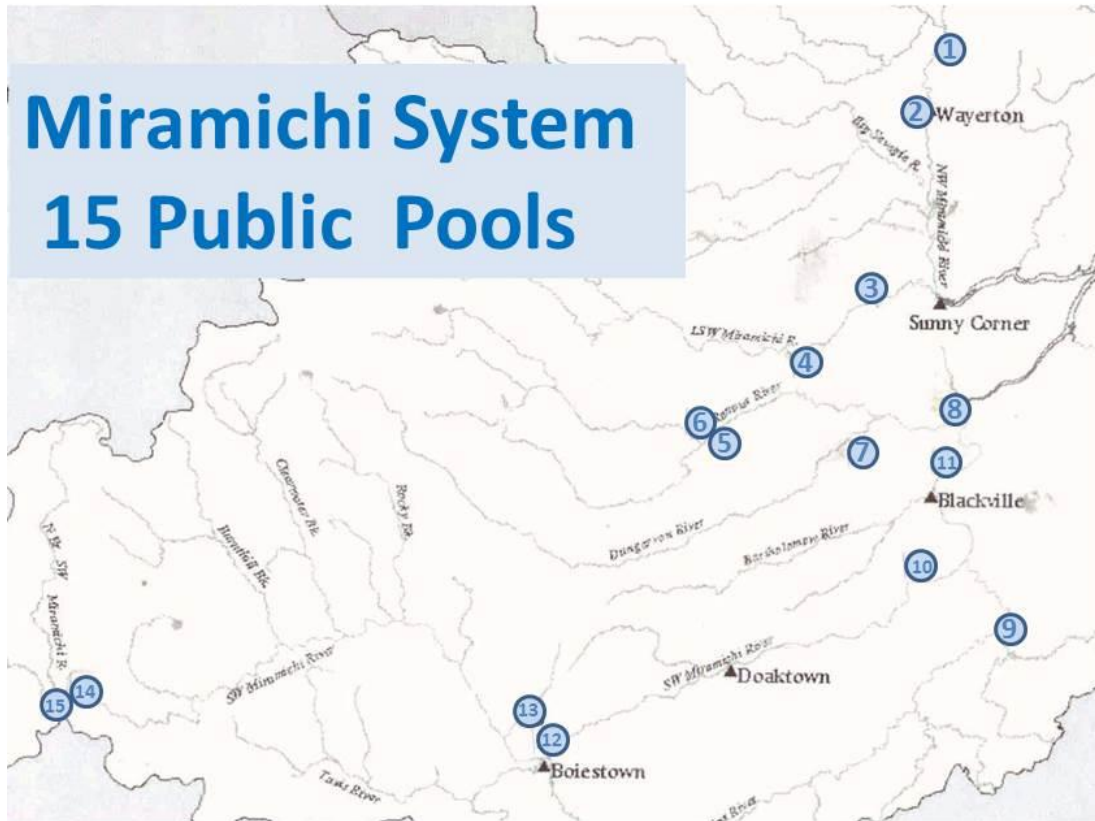 Miramichi System
15 Public Pools
1
2
Wayerton
NW Miramichi River
3
Sunny Corner
LSW Miramichi R.
4
Renous River
6
5
8
7
11
Blackville
Clearwater Bk.
Rocky Bk.
Burnthill Bk.
Dungarvon River
Bartholomew River
10
N Br. SW
Miramichi R.
9
SW Miramichi River
SW Miramichi River
Doaktown
14
15
13
12
Boiestown
Taxis River
River